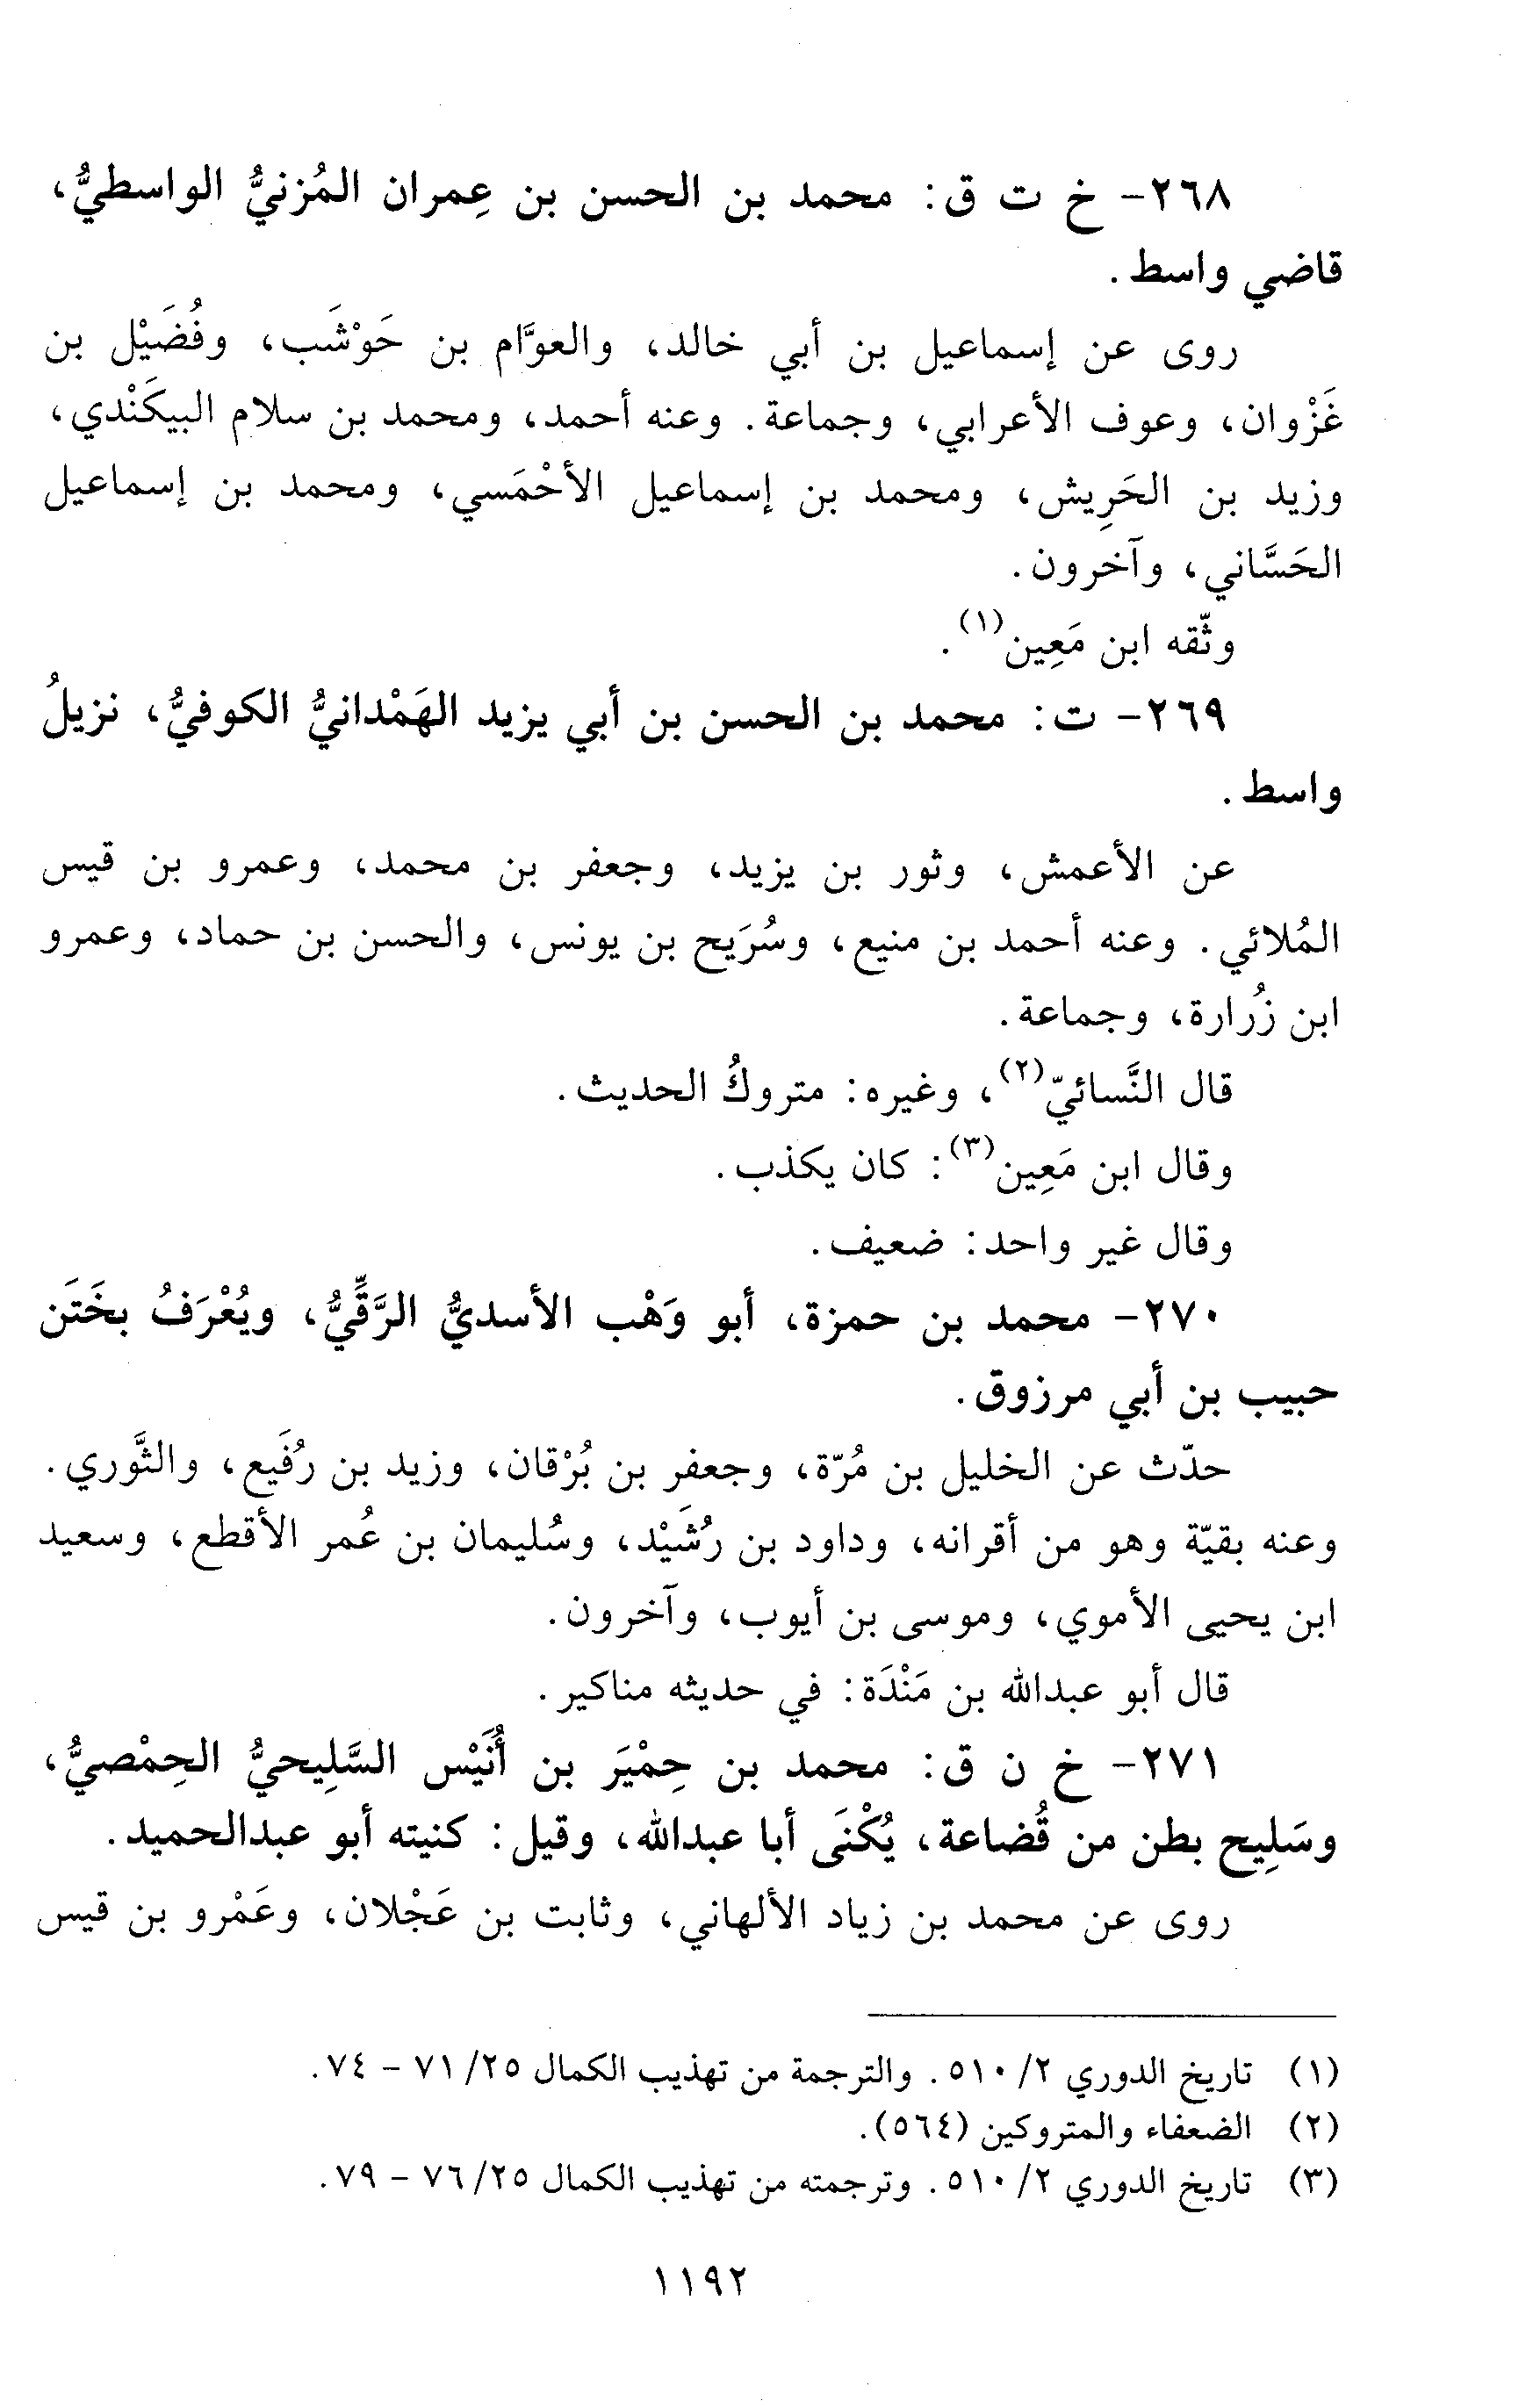 ٢٦٨- خ ت ق: محمد بن الحسن بن عِمران المُزنيُّ الواسطيُّ،
قاضي واسط.
روى عن إسماعيل بن أبي خالد، والعوَّام بن حَوْشَب، وفُضَيْل بن
غَزْوان، وعوف الأعرابي، وجماعة. وعنه أحمد، ومحمد بن سلام البيكَنْدي،
وزيد بن الحَرِيش، ومحمد بن إسماعيل الأحْمَسي، ومحمد بن إسماعيل
الحَسَّاني، وآخرون.
وثّقه ابن مَعِين(١).
٢٦٩- ت: محمد بن الحسن بن أبي يزيد الهَمْدانيُّ الكوفيُّ، نزيلُ
واسط.
عن الأعمش، وثور بن يزيد، وجعفر بن محمد، وعمرو بن قيس
المُلائي. وعنه أحمد بن منيع، وسُرَيح بن يونس، والحسن بن حماد، وعمرو
ابن زُرارة، وجماعة.
قال النَّسائيّ(٢)، وغيره: متروكُ الحديث.
وقال ابن مَعِين(٣): كان يكذب.
وقال غير واحد: ضعيف.
٢٧٠- محمد بن حمزة، أبو وَهْب الأسديُّ الرَّقِّيُّ، ويُعْرَفُ بخَتَن
حبيب بن أبي مرزوق.
حدّث عن الخليل بن مُرّة، وجعفر بن بُرْقان، وزيد بن رُفَيع، والثَّوري.
وعنه بقيّة وهو من أقرانه، وداود بن رُشَيْد، وسُليمان بن عُمر الأقطع، وسعيد
ابن يحيى الأموي، وموسى بن أيوب، وآخرون.
قال أبو عبدالله بن مَنْدَة: في حديثه مناكير.
٢٧١- خ ن ق: محمد بن حِمْيَر بن أُنَيْس السَّلِيحيُّ الحِمْصيُّ،
وسَلِيح بطن من قُضاعة، يُكْنَى أبا عبدالله، وقيل: كنيته أبو عبدالحميد.
روى عن محمد بن زياد الألهاني، وثابت بن عَجْلان، وعَمْرو بن قيس
(١) تاريخ الدوري ٢/ ٥١٠. والترجمة من تهذيب الكمال ٢٥/ ٧١ - ٧٤.
(٢) الضعفاء والمتروكين (٥٦٤).
(٣) تاريخ الدوري ٢/ ٥١٠. وترجمته من تهذيب الكمال ٢٥/ ٧٦ - ٧٩.
١١٩٢